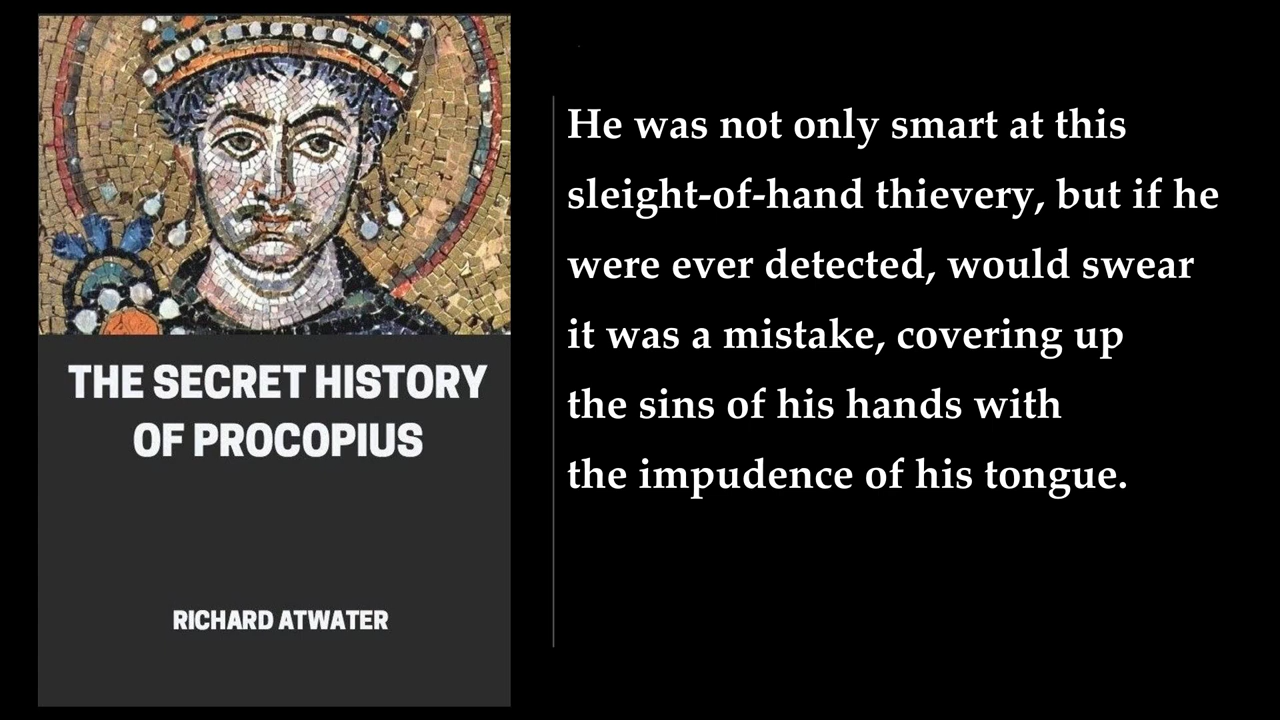 THE SECRET HISTORY
OF PROCOPIUS
RICHARD ATWATER
He was not only smart at this
sleight-of-hand thievery, but if he
were ever detected, would swear
it was a mistake, covering up
the sins of his hands with
the impudence of his tongue.